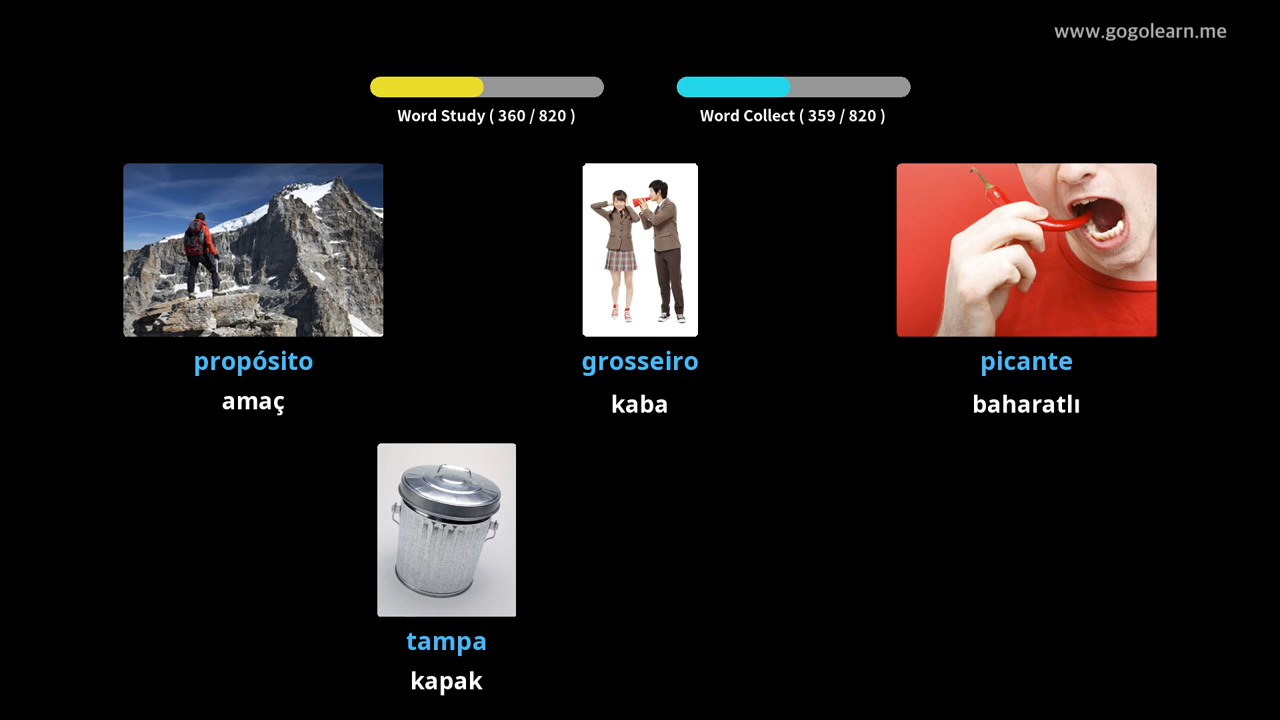 www.gogolearn.me
Word Study ( 360 / 820 )
Word Collect ( 359 / 820 )
propósito
amaç
grosseiro
kaba
picante
baharatlı
tampa
kapak